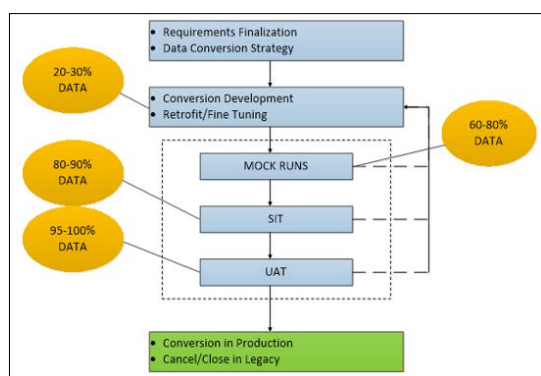 • Requirements Finalization
• Data Conversion Strategy
20-30%
DATA
• Conversion Development
• Retrofit/Fine Tuning
60-80%
DATA
MOCK RUNS
80-90%
DATA
SIT
95-100%
DATA
UAT
• Conversion in Production
• Cancel/Close in Legacy